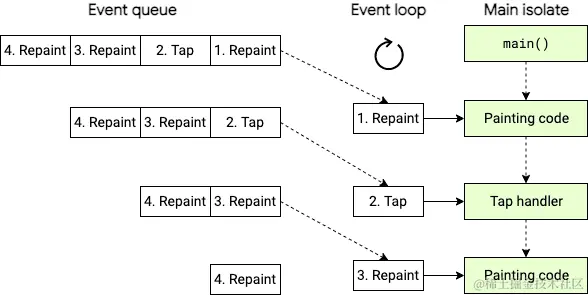 Event queue Event loop Main isolate
4. Repaint 3. Repaint 2. Tap 1. Repaint main()
4. Repaint 3. Repaint 2. Tap 1. Repaint Painting code
4. Repaint 3. Repaint 2. Tap Tap handler
4. Repaint 3. Repaint Painting code
@稀土掘金技术社区